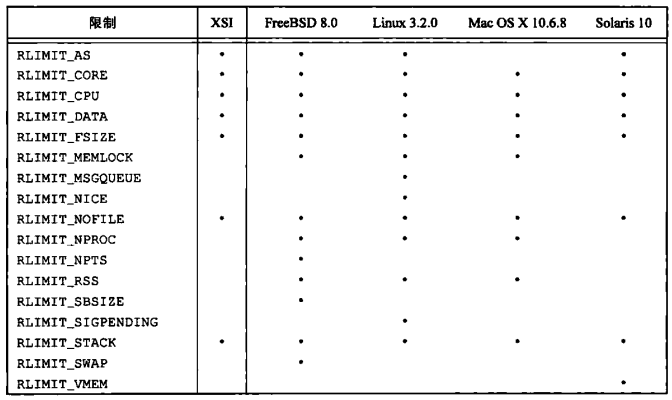 限制 XSI FreeBSD 8.0 Linux 3.2.0 Mac OS X 10.6.8 Solaris 10
RLIMIT_AS • • • •
RLIMIT_CORE • • • • •
RLIMIT_CPU • • • • •
RLIMIT_DATA • • • • •
RLIMIT_FSIZE • • • • •
RLIMIT_MEMLOCK • • •
RLIMIT_MSGQUEUE •
RLIMIT_NICE •
RLIMIT_NOFILE • • • • •
RLIMIT_NPROC • • •
RLIMIT_NPTS •
RLIMIT_RSS • • •
RLIMIT_SBSIZE •
RLIMIT_SIGPENDING •
RLIMIT_STACK • • • • •
RLIMIT_SWAP •
RLIMIT_VMEM •